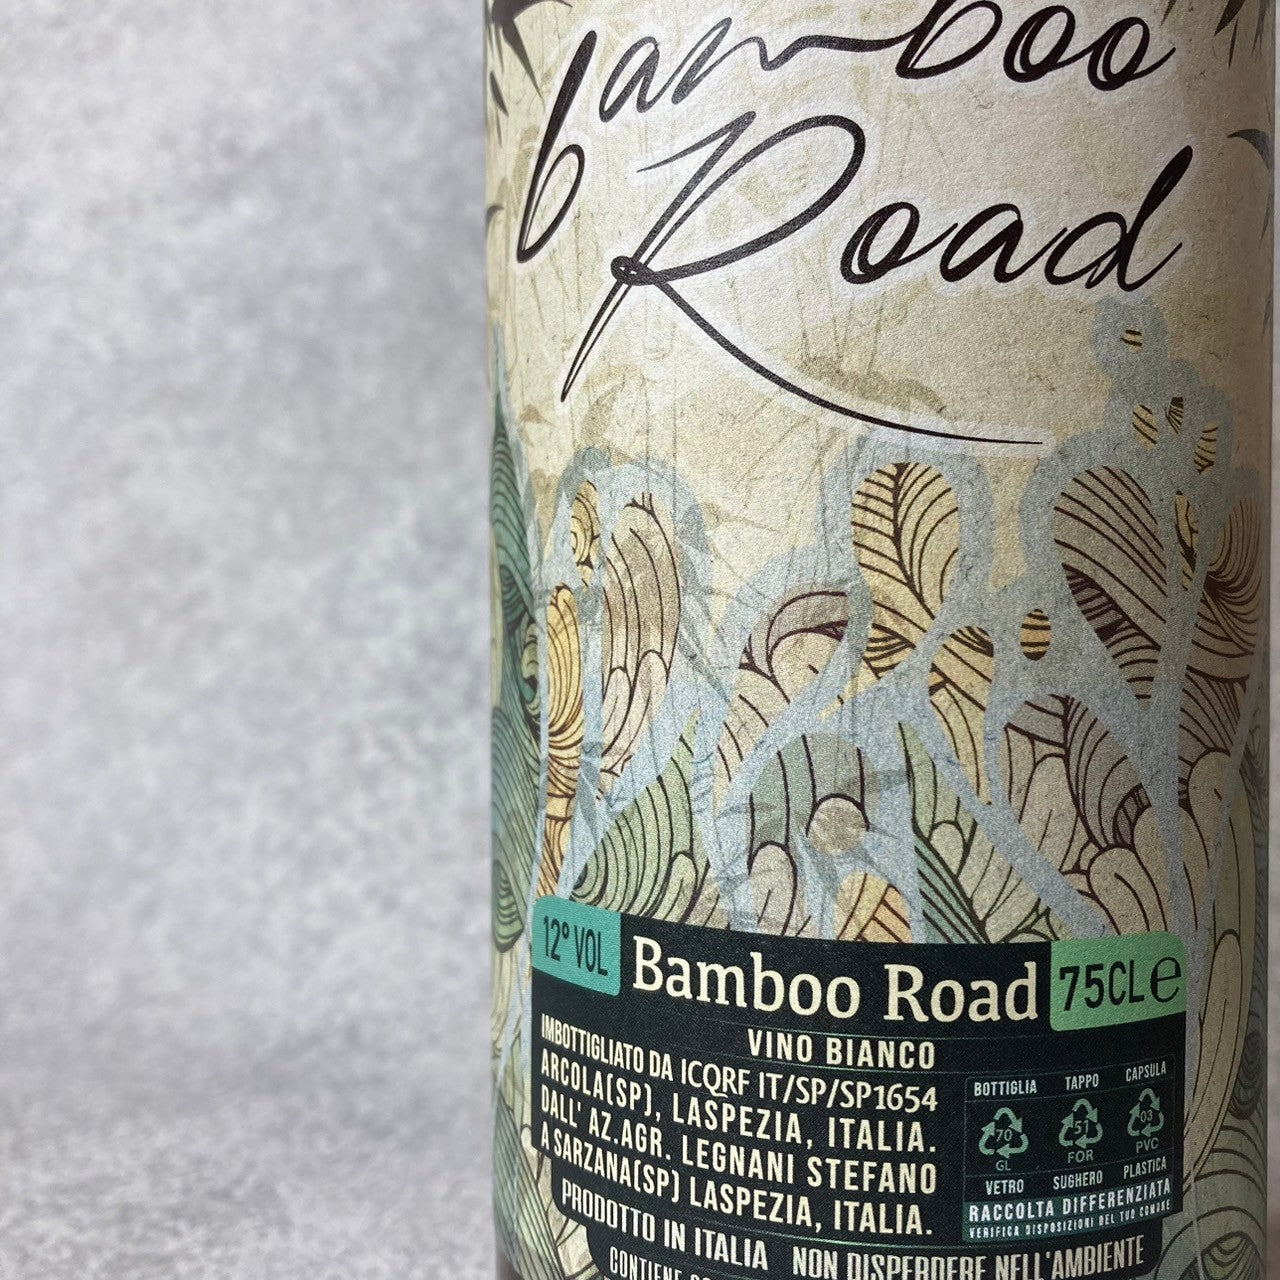 bamboo
Road
12° VOL
Bamboo Road
75CL ℮
VINO BIANCO
IMBOTTIGLIATO DA ICQRF IT/SP/SP1654
ARCOLA(SP), LASPEZIA, ITALIA.
DALL' AZ.AGR. LEGNANI STEFANO
A SARZANA(SP) LASPEZIA, ITALIA.
PRODOTTO IN ITALIA NON DISPERDERE NELL'AMBIENTE
CONTIENE
BOTTIGLIA TAPPO CAPSULA
70 51 03
GL FOR PVC
VETRO SUGHERO PLASTICA
RACCOLTA DIFFERENZIATA
VERIFICA DISPOSIZIONI DEL TUO COMUNE